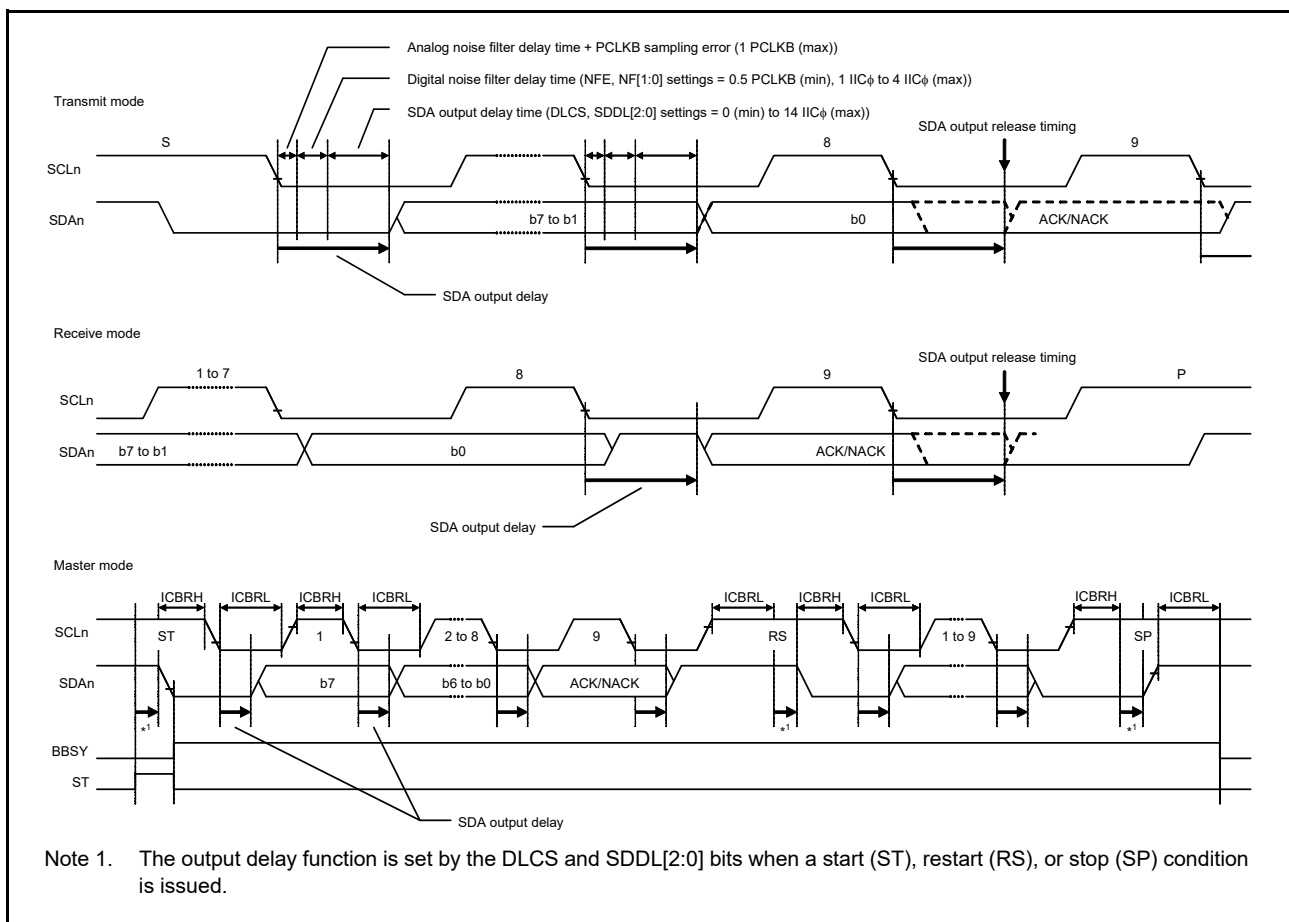 Analog noise filter delay time + PCLKB sampling error (1 PCLKB (max))
Digital noise filter delay time (NFE, NF[1:0] settings = 0.5 PCLKB (min), 1 IICϕ to 4 IICϕ (max))
Transmit mode
SDA output delay time (DLCS, SDDL[2:0] settings = 0 (min) to 14 IICϕ (max))
SDA output release timing
S 8 9
SCLn
SDAn b7 to b1 b0 ACK/NACK
SDA output delay
Receive mode
SDA output release timing
1 to 7 8 9 P
SCLn
SDAn b7 to b1 b0 ACK/NACK
SDA output delay
Master mode
ICBRH ICBRL ICBRH ICBRL ICBRL ICBRH ICBRL ICBRH ICBRL
SCLn ST 1 2 to 8 9 RS 1 to 9 SP
SDAn b7 b6 to b0 ACK/NACK
*1 *1 *1
BBSY
ST
SDA output delay
Note 1. The output delay function is set by the DLCS and SDDL[2:0] bits when a start (ST), restart (RS), or stop (SP) condition
is issued.